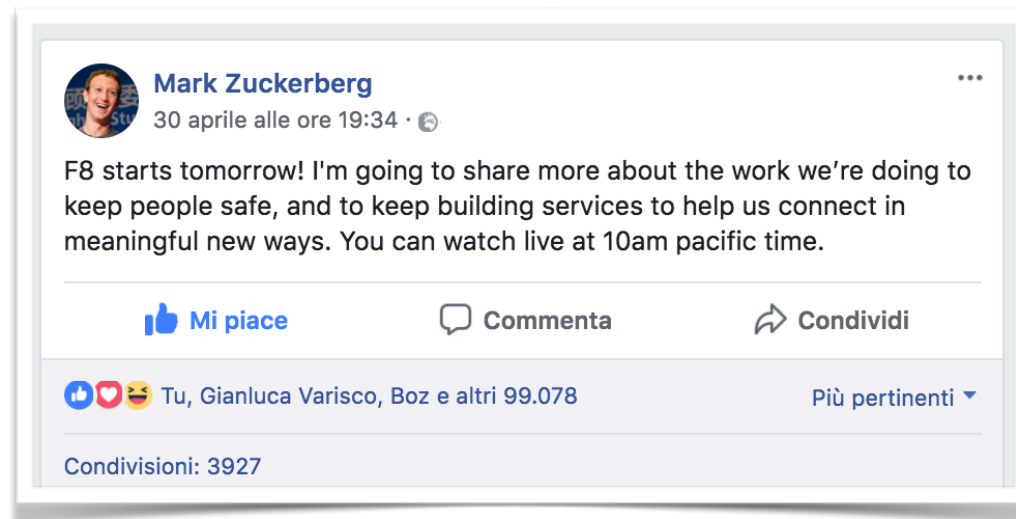 Mark Zuckerberg
30 aprile alle ore 19:34 ·
F8 starts tomorrow! I'm going to share more about the work we’re doing to
keep people safe, and to keep building services to help us connect in
meaningful new ways. You can watch live at 10am pacific time.
Mi piace Commenta Condividi
Tu, Gianluca Varisco, Boz e altri 99.078 Più pertinenti
Condivisioni: 3927